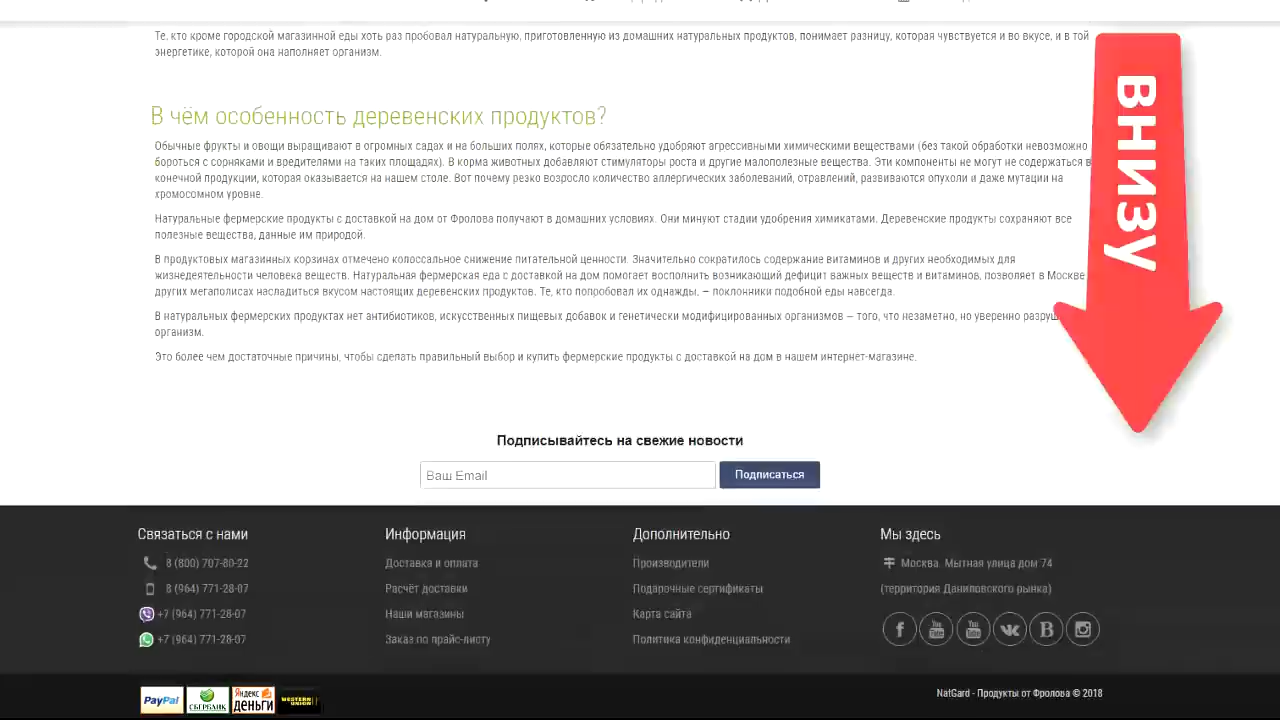 Те, кто кроме городской магазинной еды хоть раз пробовал натуральную, приготовленную из домашних натуральных продуктов, понимает разницу, которая чувствуется и во вкусе, и в той
энергетике, которой она наполняет организм.
В чём особенность деревенских продуктов?
Обычные фрукты и овощи выращивают в огромных садах и на больших полях, которые обязательно удобряют агрессивными химическими веществами (без такой обработки невозможно
бороться с сорняками и вредителями на таких площадях). В корма животных добавляют стимуляторы роста и другие малополезные вещества. Эти компоненты не могут не содержаться в
конечной продукции, которая оказывается на нашем столе. Вот почему резко возросло количество аллергических заболеваний, отравлений, развиваются опухоли и даже мутации на
хромосомном уровне.
Натуральные фермерские продукты с доставкой на дом от Фролова получают в домашних условиях. Они минуют стадии удобрения химикатами. Деревенские продукты сохраняют все
полезные вещества, данные им природой.
В продуктовых магазинных корзинах отмечено колоссальное снижение питательной ценности. Значительно сократилось содержание витаминов и других необходимых для
жизнедеятельности человека веществ. Натуральная фермерская еда с доставкой на дом помогает восполнить возникающий дефицит важных веществ и витаминов, позволяет в Москве
других мегаполисах насладиться вкусом настоящих деревенских продуктов. Те, кто попробовал их однажды, — поклонники подобной еды навсегда.
В натуральных фермерских продуктах нет антибиотиков, искусственных пищевых добавок и генетически модифицированных организмов — того, что незаметно, но уверенно
организм.
Это более чем достаточные причины, чтобы сделать правильный выбор и купить фермерские продукты с доставкой на дом в нашем интернет-магазине.
ВНИЗУ
Подписывайтесь на свежие новости
Ваш Email Подписаться
Связаться с нами
8 (800) 707-80-22
8 (964) 771-28-07
+7 (964) 771-28-07
+7 (964) 771-28-07
Информация
Доставка и оплата
Расчёт доставки
Наши магазины
Заказ по прайс-листу
Дополнительно
Производители
Подарочные сертификаты
Карта сайта
Политика конфиденциальности
Мы здесь
Москва. Мытная улица дом 74
(территория Даниловского рынка)
f You Tube You Tube B
PayPal СБЕРБАНК Яндекс деньги WESTERN UNION
NatGard - Продукты от Фролова © 2018